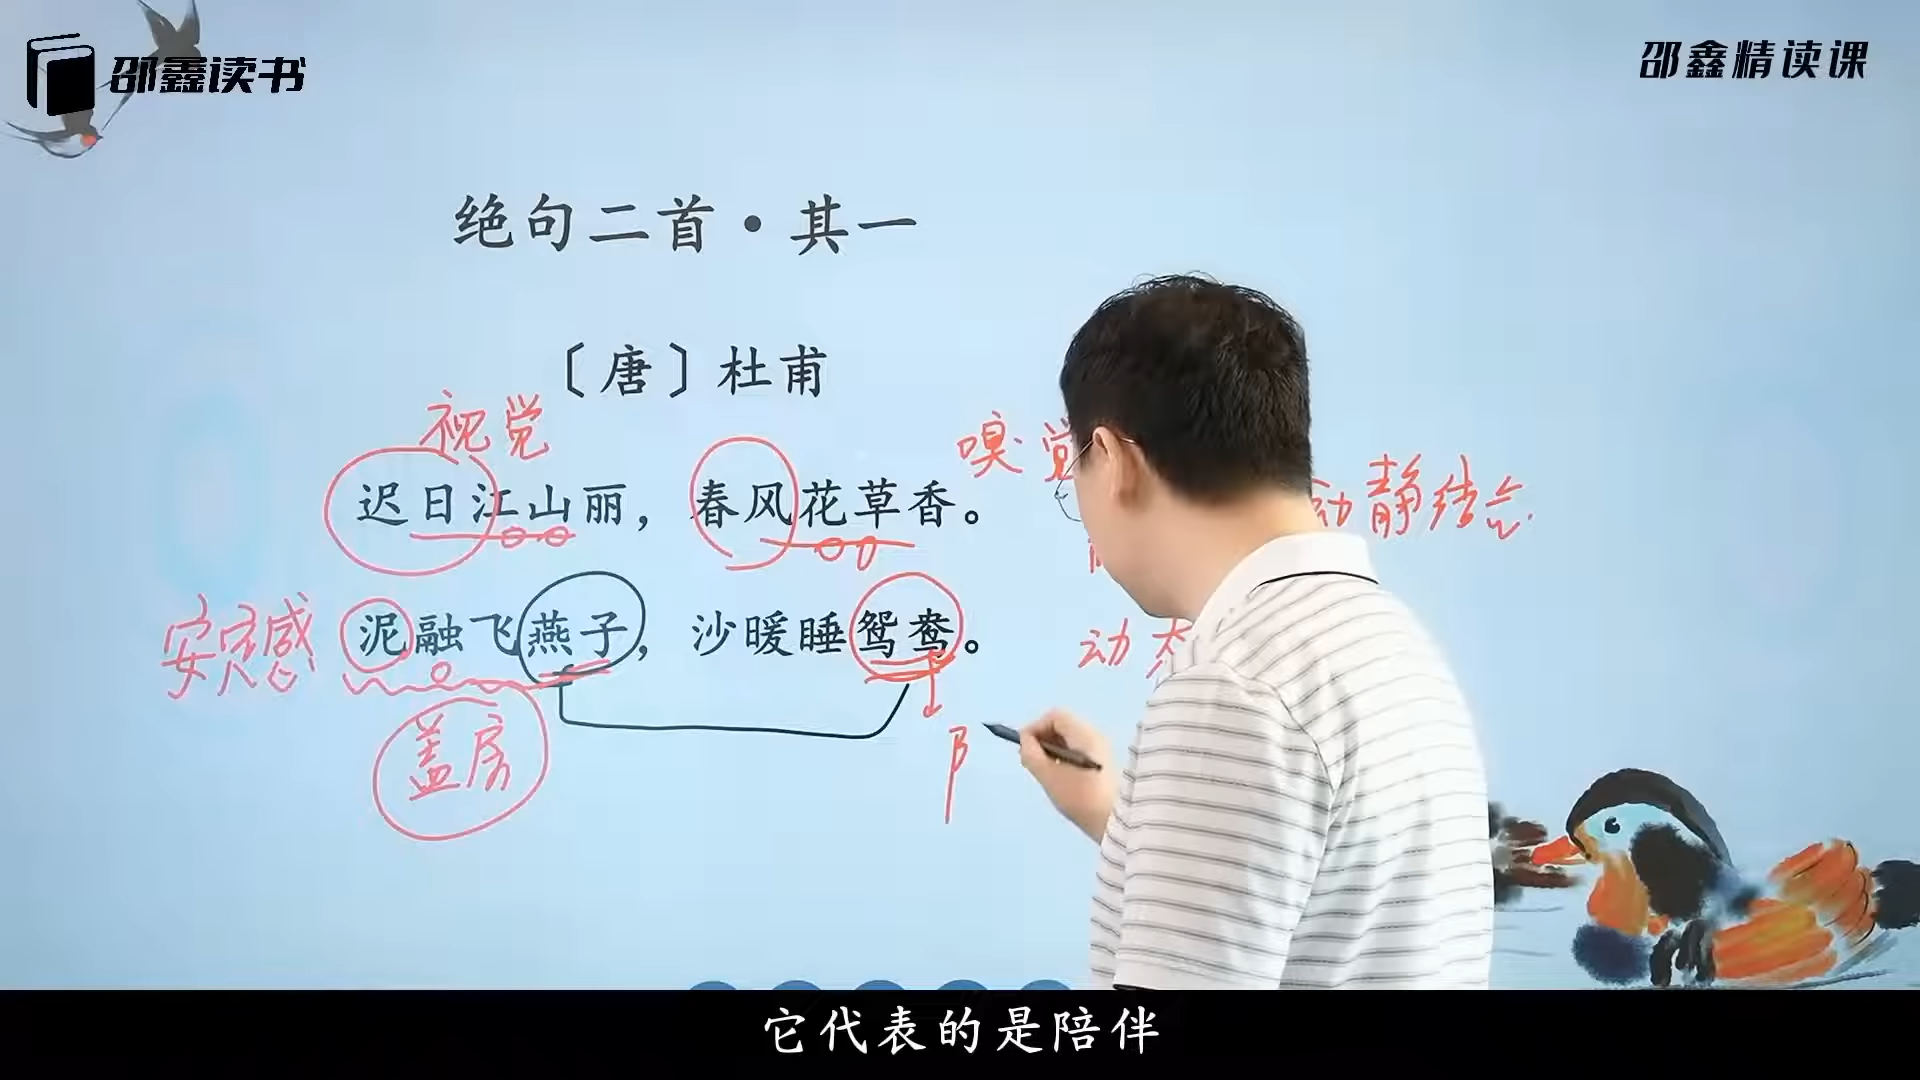 邵鑫读书
邵鑫精读课
绝句二首·其一
〔唐〕杜甫
视觉
嗅觉
迟日江山丽，春风花草香。
动静结合
安定感
泥融飞燕子，沙暖睡鸳鸯。
动态
盖房
阝
它代表的是陪伴